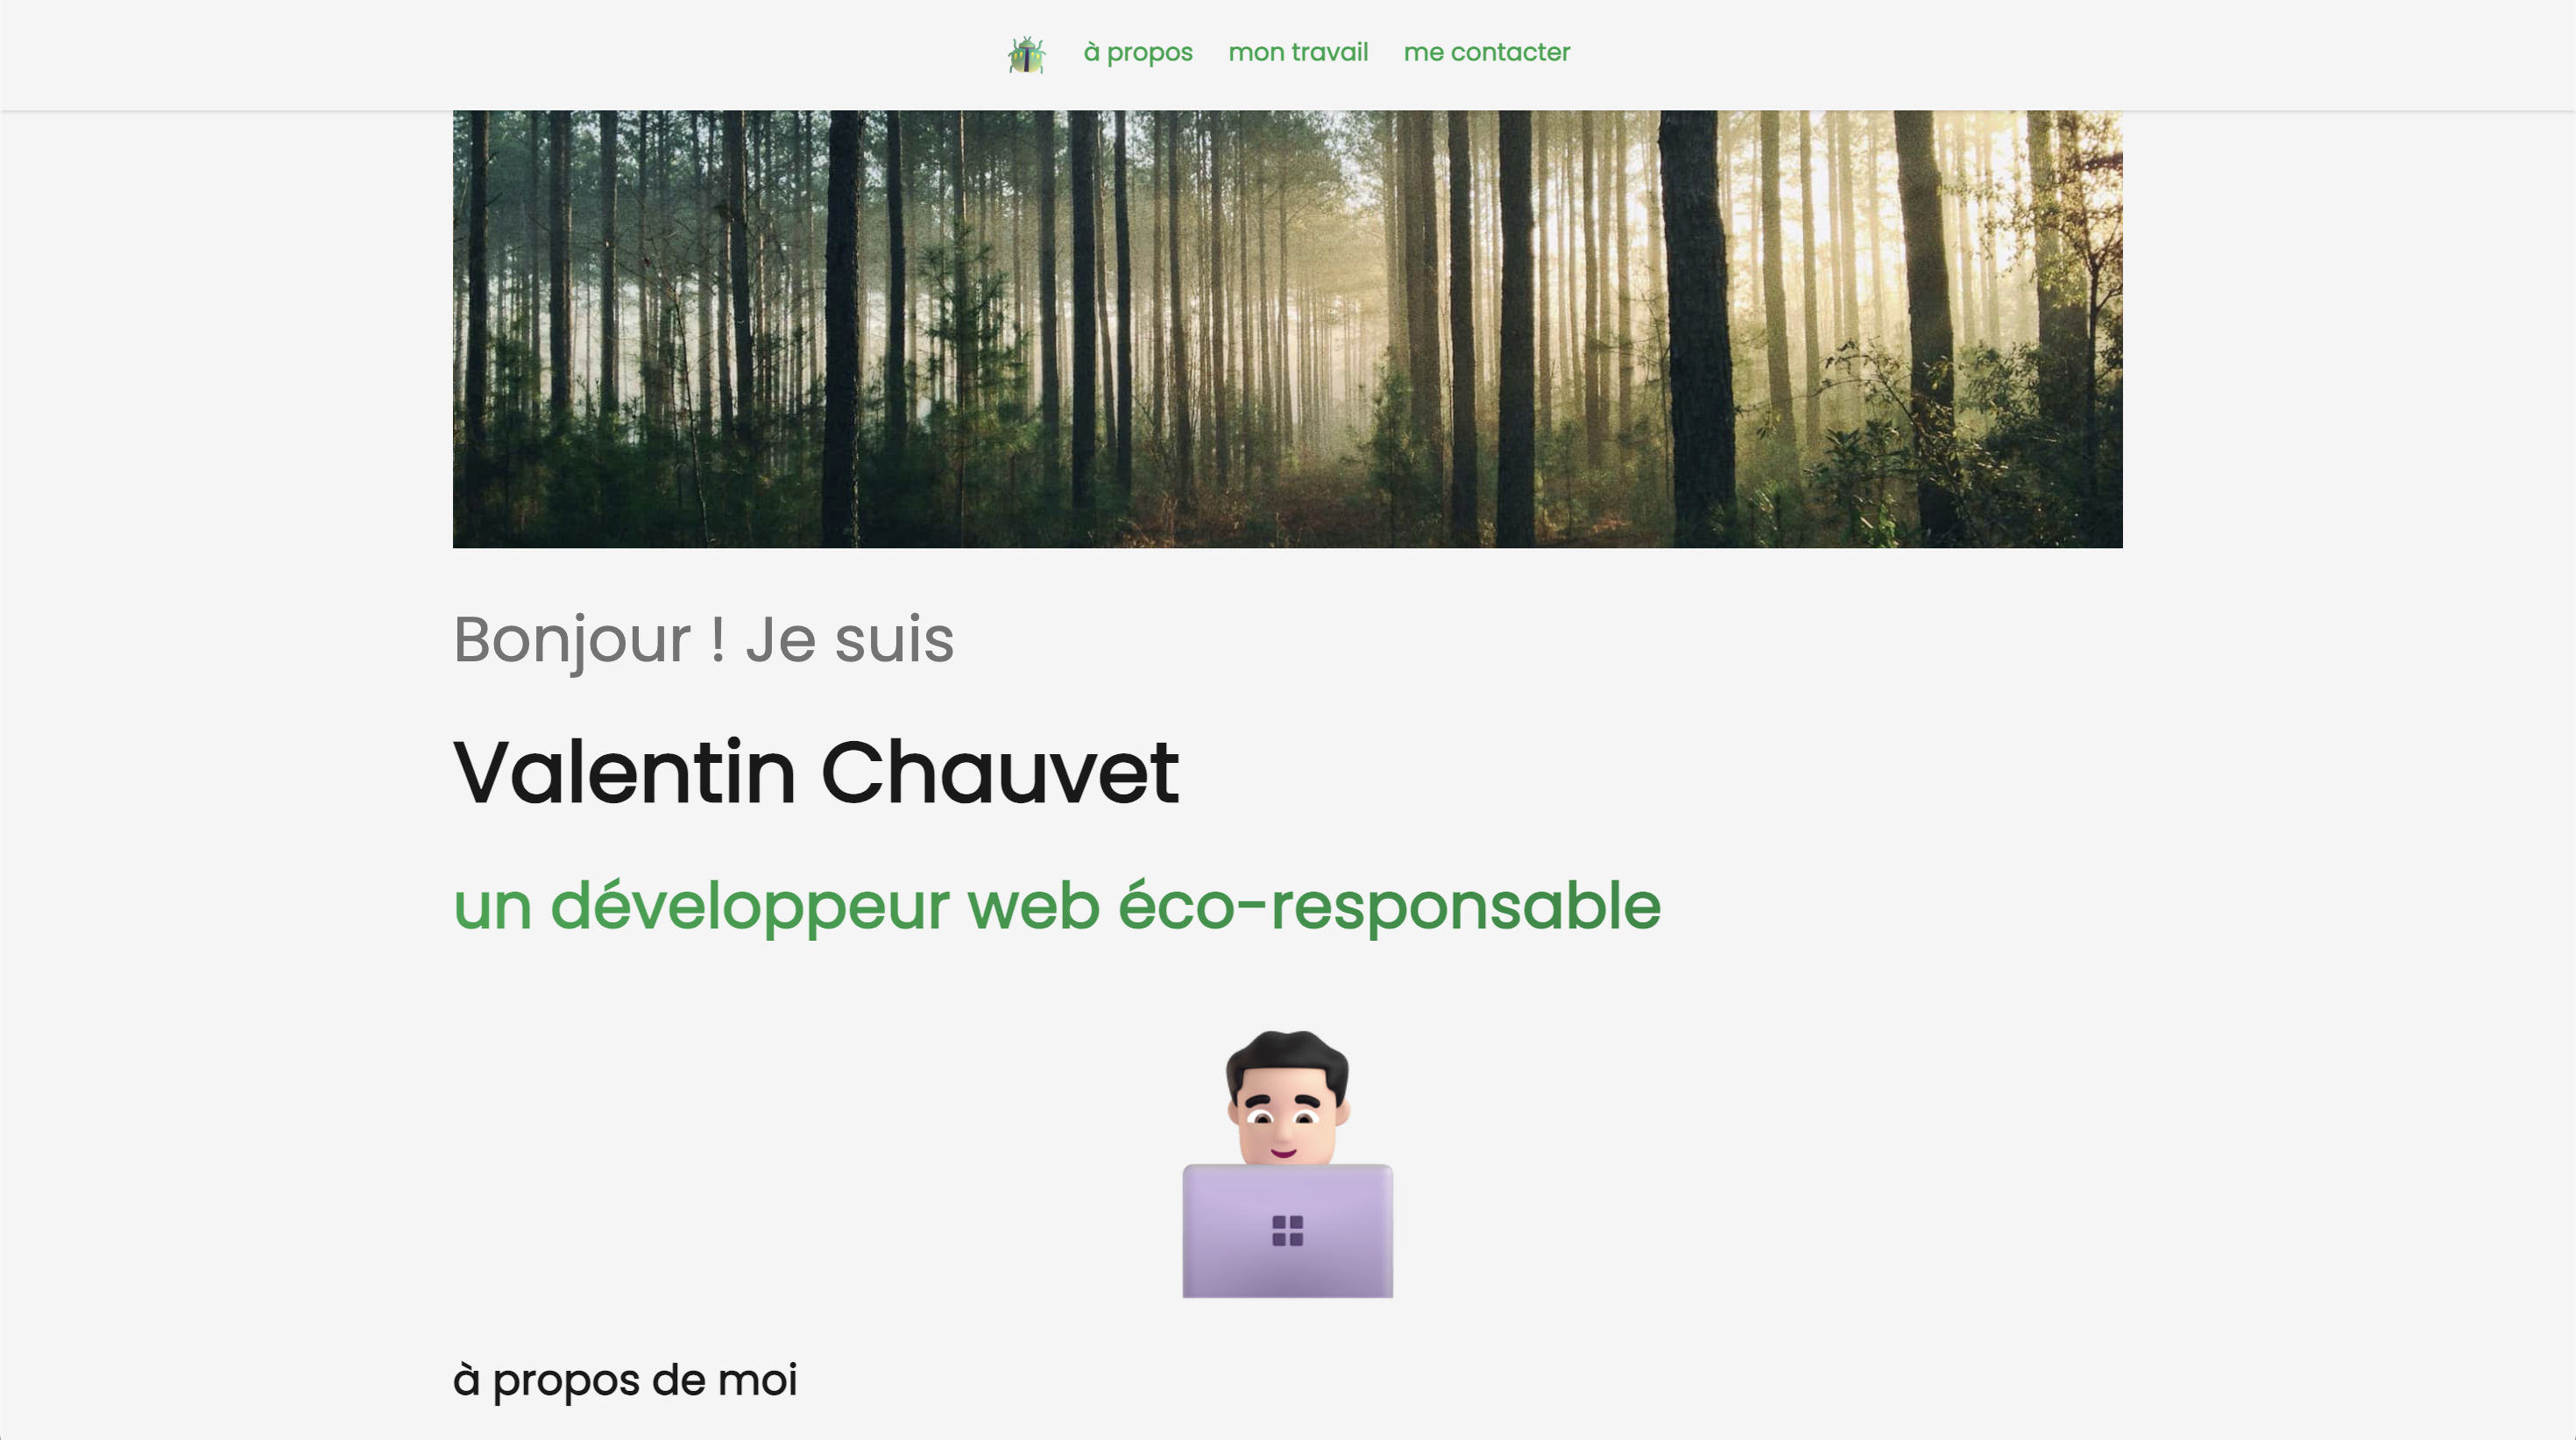 à propos mon travail me contacter
Bonjour ! Je suis
Valentin Chauvet
un développeur web éco-responsable
à propos de moi